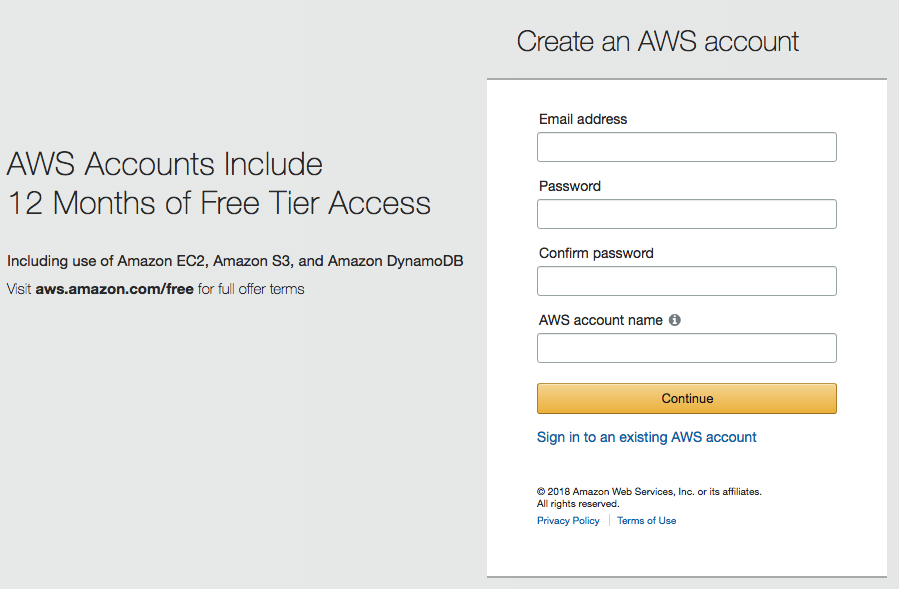 Create an AWS account
AWS Accounts Include
12 Months of Free Tier Access
Including use of Amazon EC2, Amazon S3, and Amazon DynamoDB
Visit aws.amazon.com/free for full offer terms
Email address
Password
Confirm password
AWS account name
Continue
Sign in to an existing AWS account
© 2018 Amazon Web Services, Inc. or its affiliates.
All rights reserved.
Privacy Policy | Terms of Use